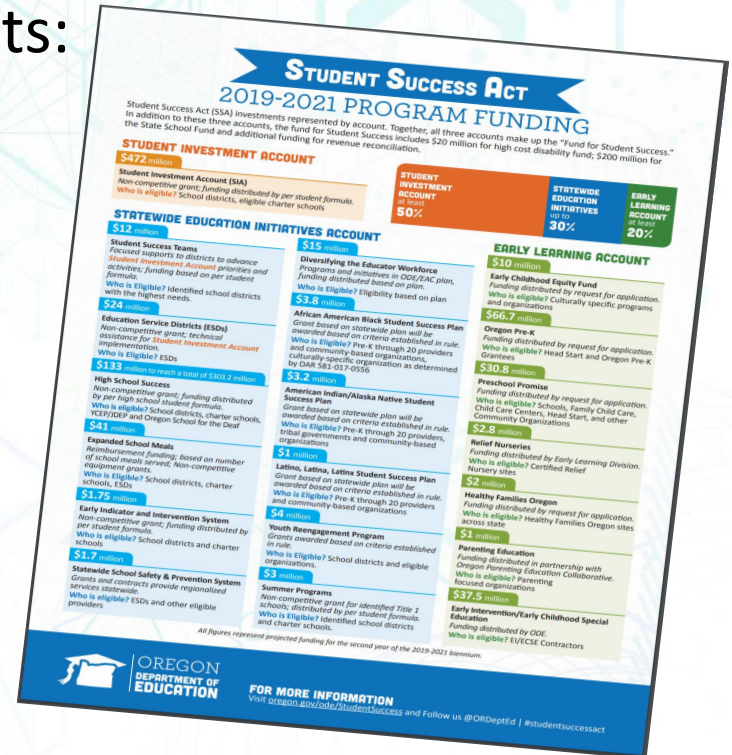 ts:
STUDENT SUCCESS ACT
2019-2021 PROGRAM FUNDING
Student Success Act (SSA) investments represented by account. Together, all three accounts make up the "Fund for Student Success."
In addition to these three accounts, the fund for Student Success includes $20 million for high cost disability fund; $200 million for
the State School Fund and additional funding for revenue reconciliation.
STUDENT INVESTMENT ACCOUNT
$472 million
Student Investment Account (SIA)
Non-competitive grant; funding distributed by per student formula.
Who is eligible? School districts, eligible charter schools
STUDENT
INVESTMENT
ACCOUNT
at least
50%
STATEWIDE
EDUCATION
INITIATIVES
up to
30%
EARLY
LEARNING
ACCOUNT
at least
20%
STATEWIDE EDUCATION INITIATIVES ACCOUNT
$12 million
Student Success Teams
Focused supports to districts to advance
Student Investment Account priorities and
activities; funding based on per student
formula.
Who is Eligible? Identified school districts
with the highest needs.
$24 million
Education Service Districts (ESDs)
Non-competitive grant; technical
assistance for Student Investment Account
implementation.
Who is Eligible? ESDs
$133 million to reach a total of $303.2 million
High School Success
Non-competitive grant; funding distributed
by per high school student formula.
Who is eligible? School districts, charter schools,
YCEP/JDEP and Oregon School for the Deaf
$41 million
Expanded School Meals
Reimbursement funding; based on number
of school meals served; Non-competitive
equipment grants.
Who is Eligible? School districts, charter
schools, ESDs
$1.75 million
Early Indicator and Intervention System
Non-competitive grant; funding distributed by
per student formula.
Who is eligible? School districts and charter
schools
$1.7 million
Statewide School Safety & Prevention System
Grants and contracts provide regionalized
services statewide.
Who is eligible? ESDs and other eligible
providers
$15 million
Diversifying the Educator Workforce
Programs and initiatives in ODE/EAC plan,
funding distributed based on plan.
Who is Eligible? Eligibility based on plan
$3.8 million
African American Black Student Success Plan
Grant based on statewide plan will be
awarded based on criteria established in rule.
Who is Eligible? Pre-K through 20 providers
and community-based organizations,
culturally-specific organization as determined
by OAR 581-017-0556
$3.2 million
American Indian/Alaska Native Student
Success Plan
Grant based on statewide plan will be
awarded based on criteria established in rule.
Who is Eligible? Pre-K through 20 providers,
tribal governments and community-based
organizations
$1 million
Latino, Latina, Latinx Student Success Plan
Grant based on statewide plan will be
awarded based on criteria established in rule.
Who is Eligible? Pre-K through 20 providers
and community-based organizations
$4 million
Youth Reengagement Program
Grants awarded based on criteria established
in rule.
Who is Eligible? School districts and eligible
organizations.
$3 million
Summer Programs
Non-competitive grant for identified Title 1
schools; distributed by per student formula.
Who is Eligible? Identified school districts
and charter schools.
EARLY LEARNING ACCOUNT
$10 million
Early Childhood Equity Fund
Funding distributed by request for application.
Who is eligible? Culturally specific programs
and organizations
$66.7 million
Oregon Pre-K
Funding distributed by request for application.
Who is eligible? Head Start and Oregon Pre-K
Grantees
$30.8 million
Preschool Promise
Funding distributed by request for application.
Who is eligible? Schools, Family Child Care,
Child Care Centers, Head Start, and other
Community Organizations
$2.8 million
Relief Nurseries
Funding distributed by Early Learning Division.
Who is eligible? Certified Relief
Nursery sites
$2 million
Healthy Families Oregon
Funding distributed by request for application.
Who is eligible? Healthy Families Oregon sites
across state
$1 million
Parenting Education
Funding distributed in partnership with
Oregon Parenting Education Collaborative.
Who is eligible? Parenting
focused organizations
$37.5 million
Early Intervention/Early Childhood Special
Education
Funding distributed by ODE.
Who is eligible? EI/ECSE Contractors
All figures represent projected funding for the second year of the 2019-2021 biennium.
OREGON
DEPARTMENT OF
EDUCATION
FOR MORE INFORMATION
Visit oregon.gov/ode/StudentSuccess and Follow us @ORDeptEd | #studentsuccessact